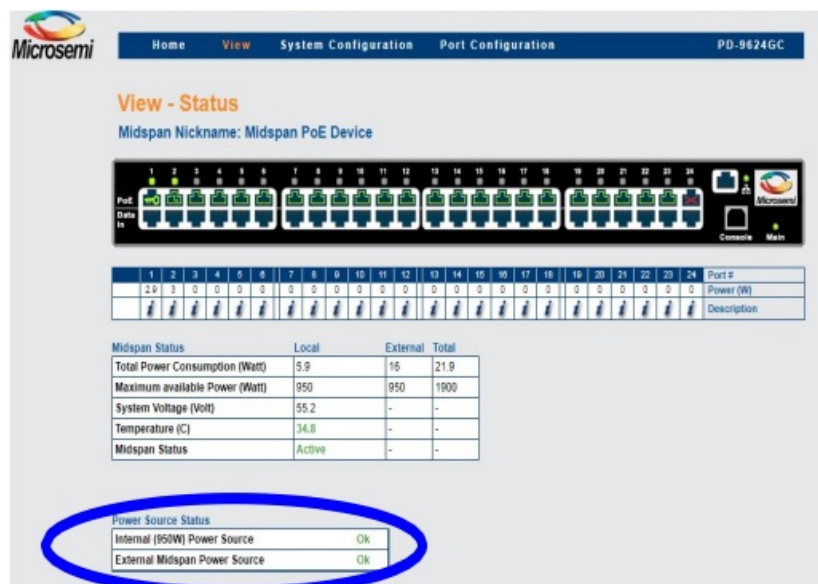 Microsemi
Home View System Configuration Port Configuration PD-9624GC
View - Status
Midspan Nickname: Midspan PoE Device
1 2 3 4 5 6 7 8 9 10 11 12 13 14 15 16 17 18 19 20 21 22 23 24
PoE
Data In
Microsemi
Console Main
1 2 3 4 5 6 7 8 9 10 11 12 13 14 15 16 17 18 19 20 21 22 23 24 Port #
2.9 3 0 0 0 0 0 0 0 0 0 0 0 0 0 0 0 0 0 0 0 0 0 0 Power (W)
i i i i i i i i i i i i i i i i i i i i i i i i Description
Midspan Status Local External Total
Total Power Consumption (Watt) 5.9 16 21.9
Maximum available Power (Watt) 950 950 1900
System Voltage (Volt) 55.2 - -
Temperature (C) 34.8 - -
Midspan Status Active - -
Power Source Status
Internal (950W) Power Source Ok
External Midspan Power Source Ok